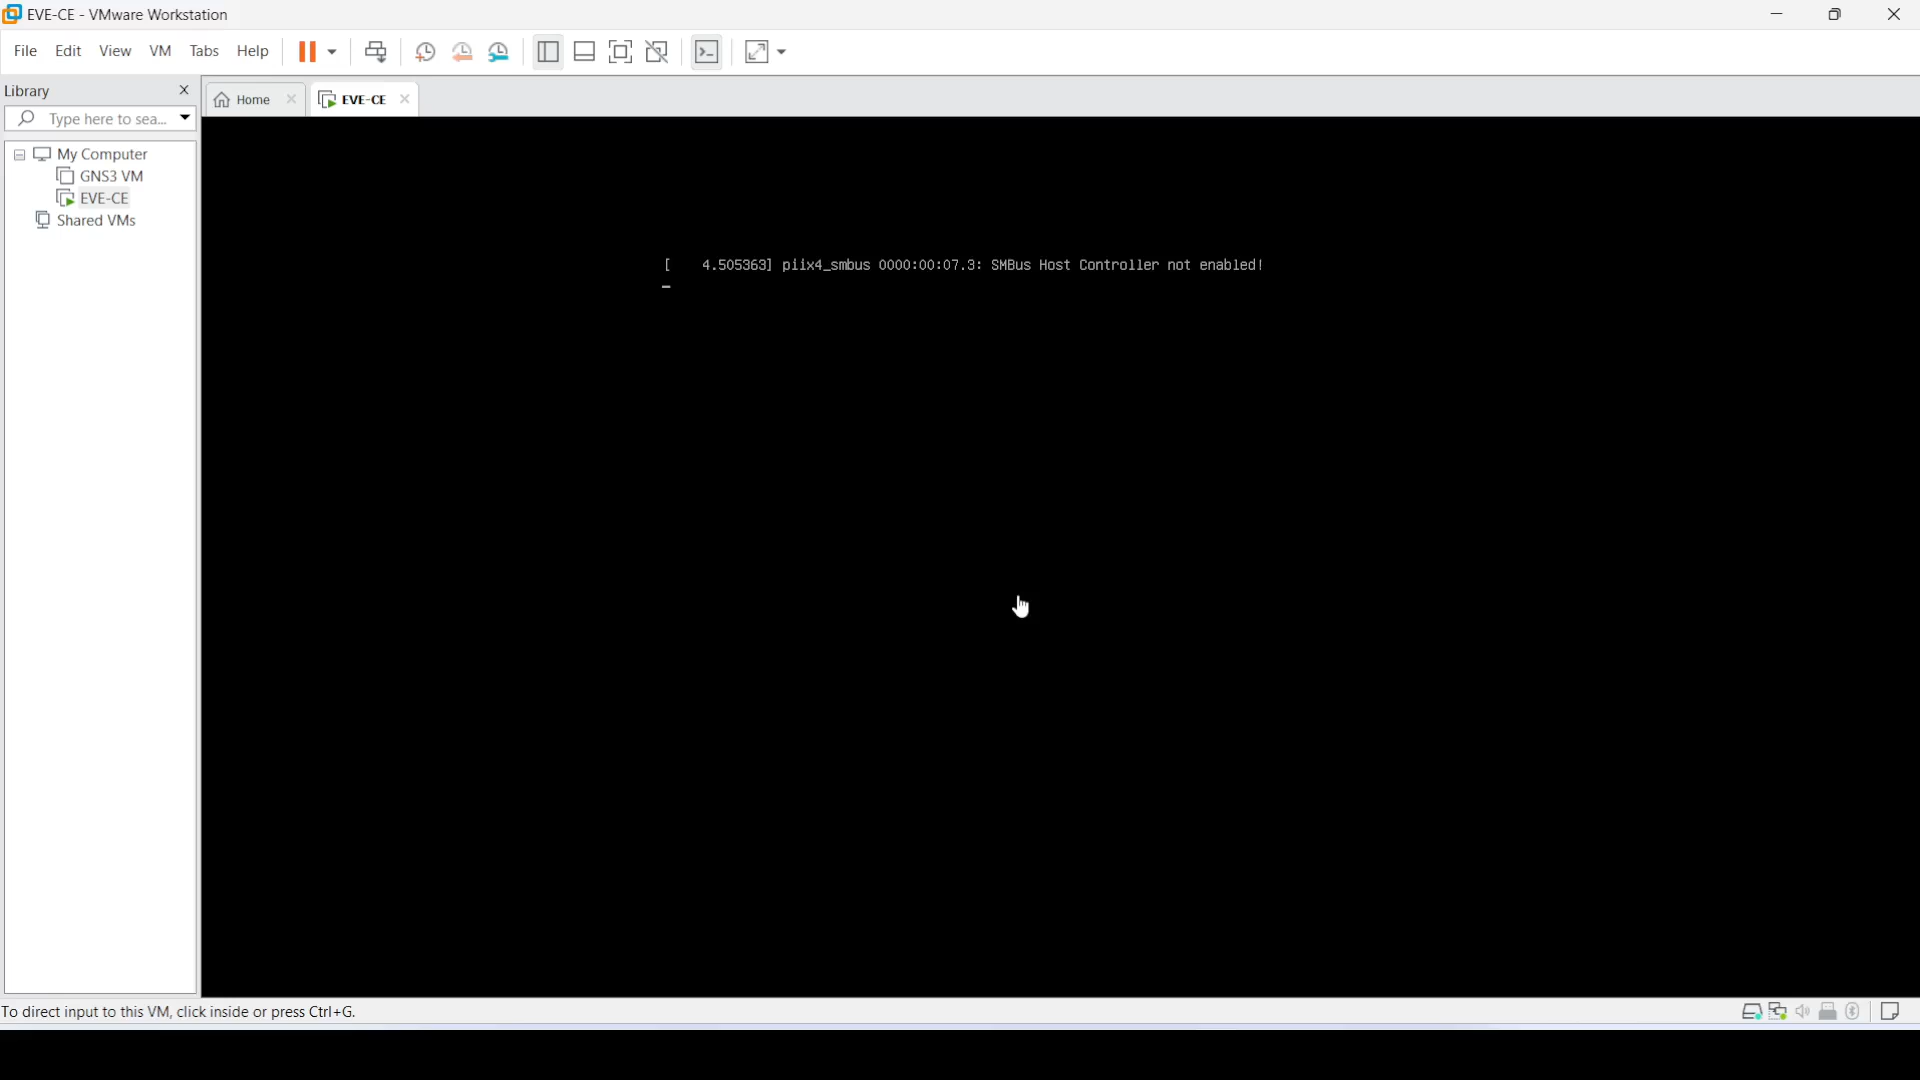 EVE-CE - VMware Workstation
File Edit View VM Tabs Help
Library
Type here to sea...
Home
EVE-CE
My Computer
GNS3 VM
EVE-CE
Shared VMs
[    4.505363] piix4_smbus 0000:00:07.3: SMBus Host Controller not enabled!
To direct input to this VM, click inside or press Ctrl+G.